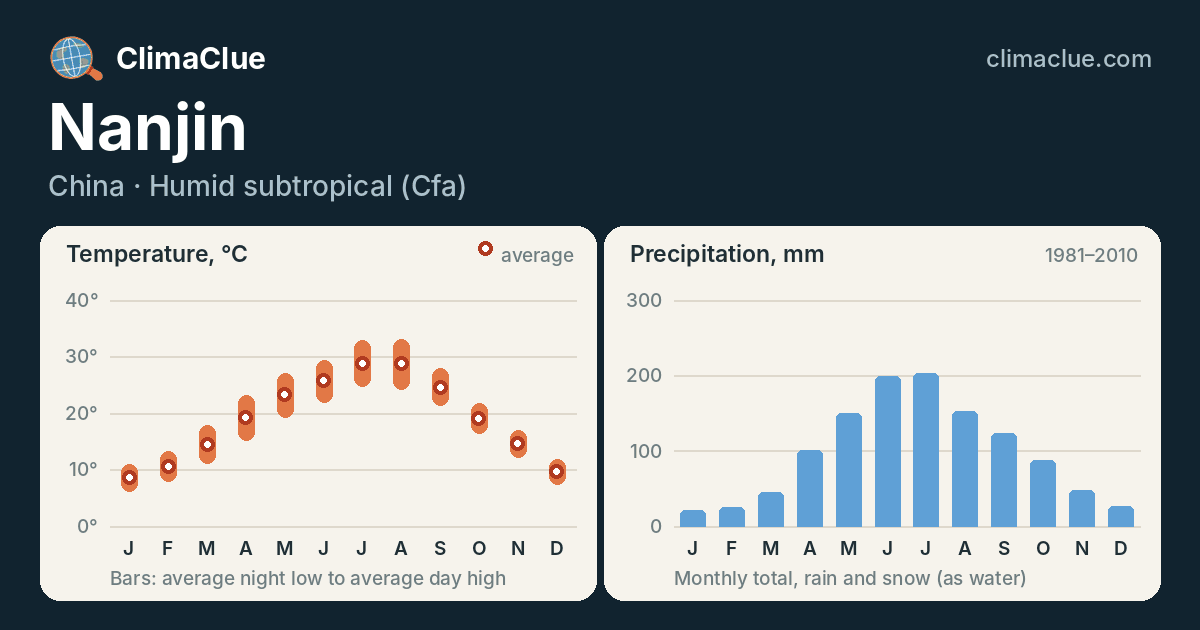 ClimaClue
climaclue.com
Nanjin
China · Humid subtropical (Cfa)
Temperature, °C
average
40°
30°
20°
10°
0°
J F M A M J J A S O N D
Bars: average night low to average day high
Precipitation, mm
1981–2010
300
200
100
0
J F M A M J J A S O N D
Monthly total, rain and snow (as water)